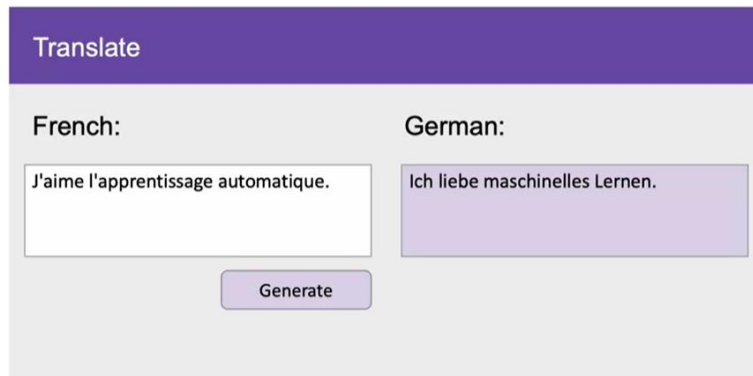 Translate
French:
German:
J'aime l'apprentissage automatique.
Ich liebe maschinelles Lernen.
Generate